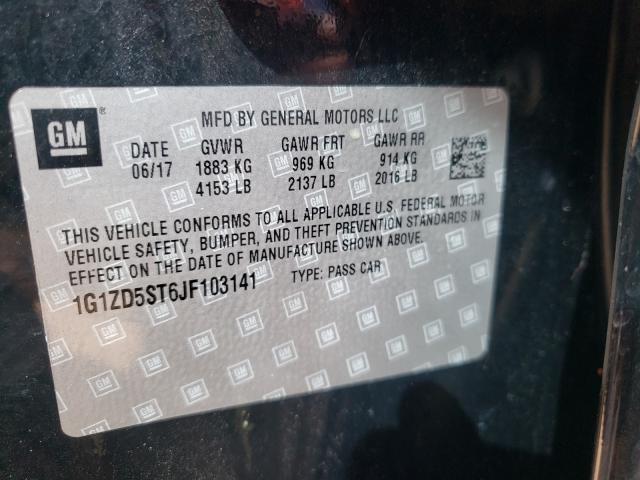 GM ®
MFD BY GENERAL MOTORS LLC
DATE GVWR GAWR FRT GAWR RR
06/17 1883 KG 969 KG 914 KG
4153 LB 2137 LB 2016 LB
THIS VEHICLE CONFORMS TO ALL APPLICABLE U.S. FEDERAL MOTOR
VEHICLE SAFETY, BUMPER, AND THEFT PREVENTION STANDARDS IN
EFFECT ON THE DATE OF MANUFACTURE SHOWN ABOVE.
1G1ZD5ST6JF103141 TYPE: PASS CAR